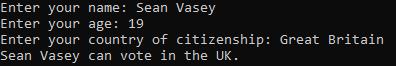 Enter your name: Sean Vasey
Enter your age: 19
Enter your country of citizenship: Great Britain
Sean Vasey can vote in the UK.